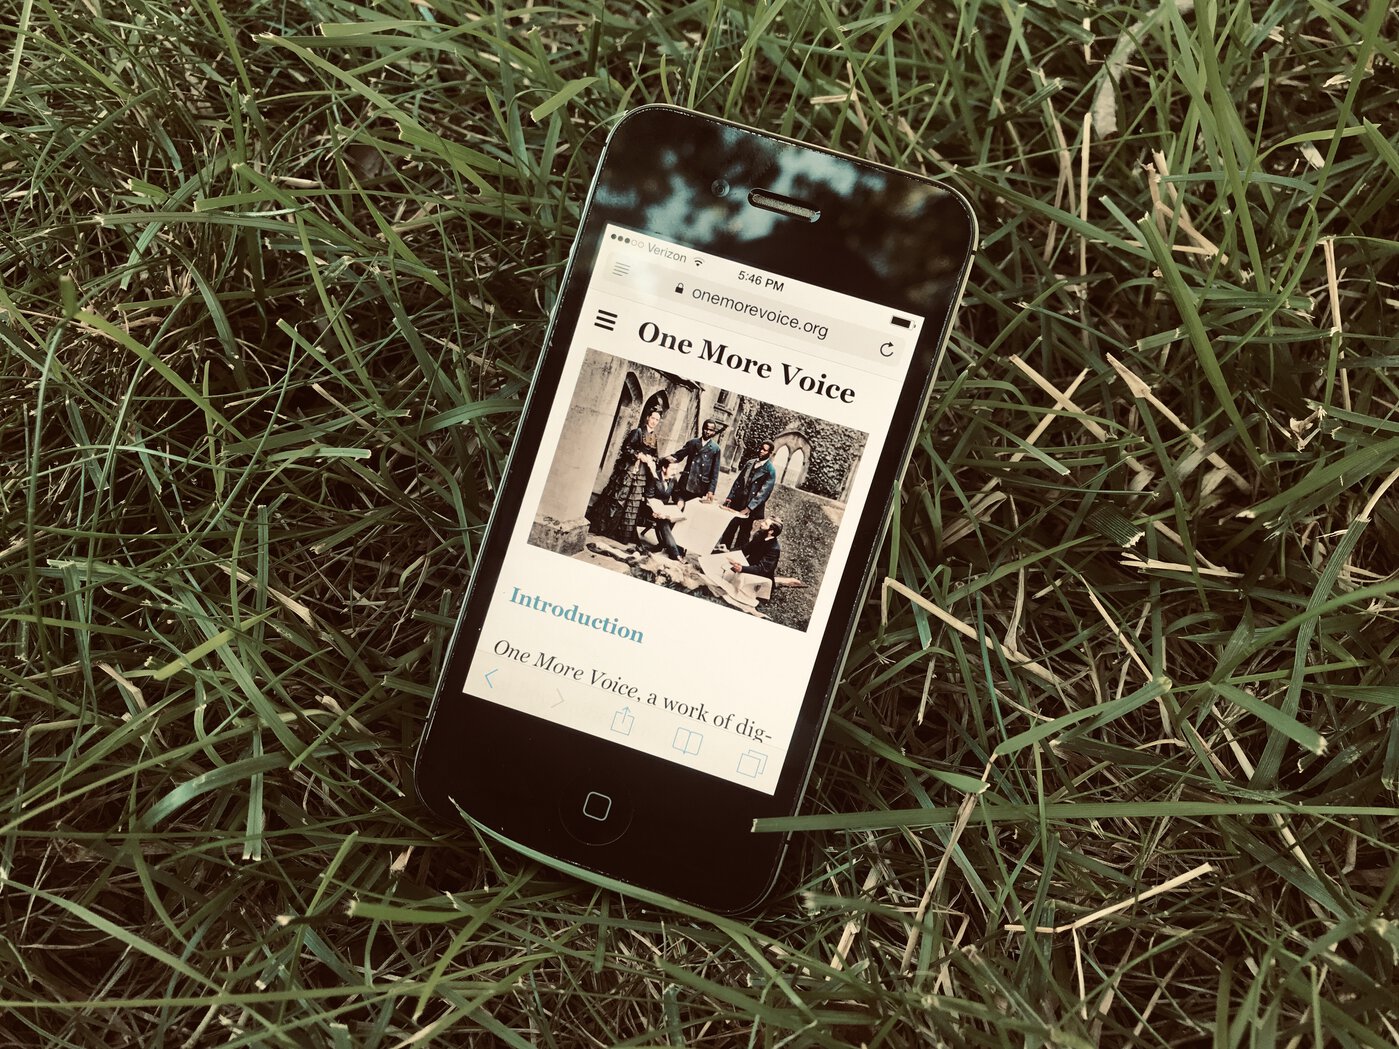 Verizon
5:46 PM
onemorevoice.org
One More Voice
Introduction
One More Voice, a work of dig-